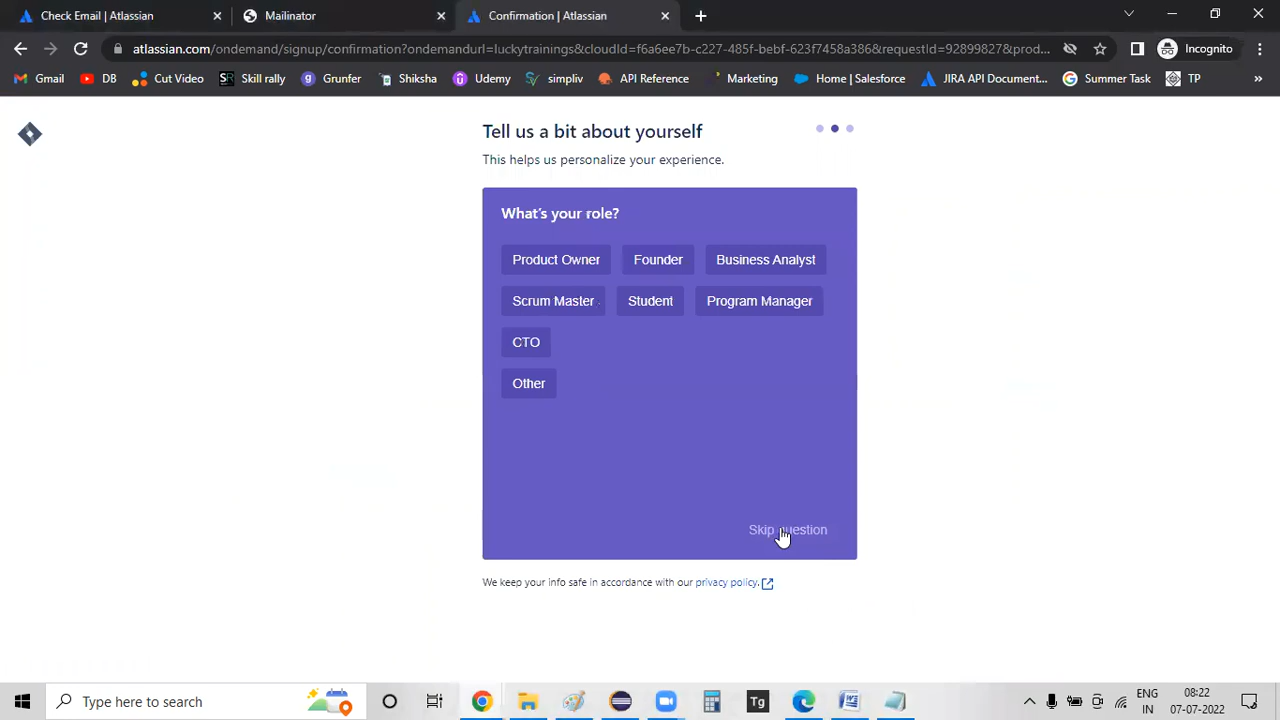 Check Email | Atlassian
Mailinator
Confirmation | Atlassian
atlassian.com/ondemand/signup/confirmation?ondemandurl=luckytrainings&cloudId=f6a6ee7b-c227-485f-bebf-623f7458a386&requestId=92899827&prod...
Incognito
Gmail
DB
Cut Video
SR Skill rally
Grunfer
Shiksha
Udemy
simpliv
API Reference
Marketing
Home | Salesforce
JIRA API Document...
Summer Task
TP
»
Tell us a bit about yourself
This helps us personalize your experience.
What's your role?
Product Owner
Founder
Business Analyst
Scrum Master
Student
Program Manager
CTO
Other
Skip question
We keep your info safe in accordance with our privacy policy.
Type here to search
Tg
ENG
IN
18:22
07-07-2022